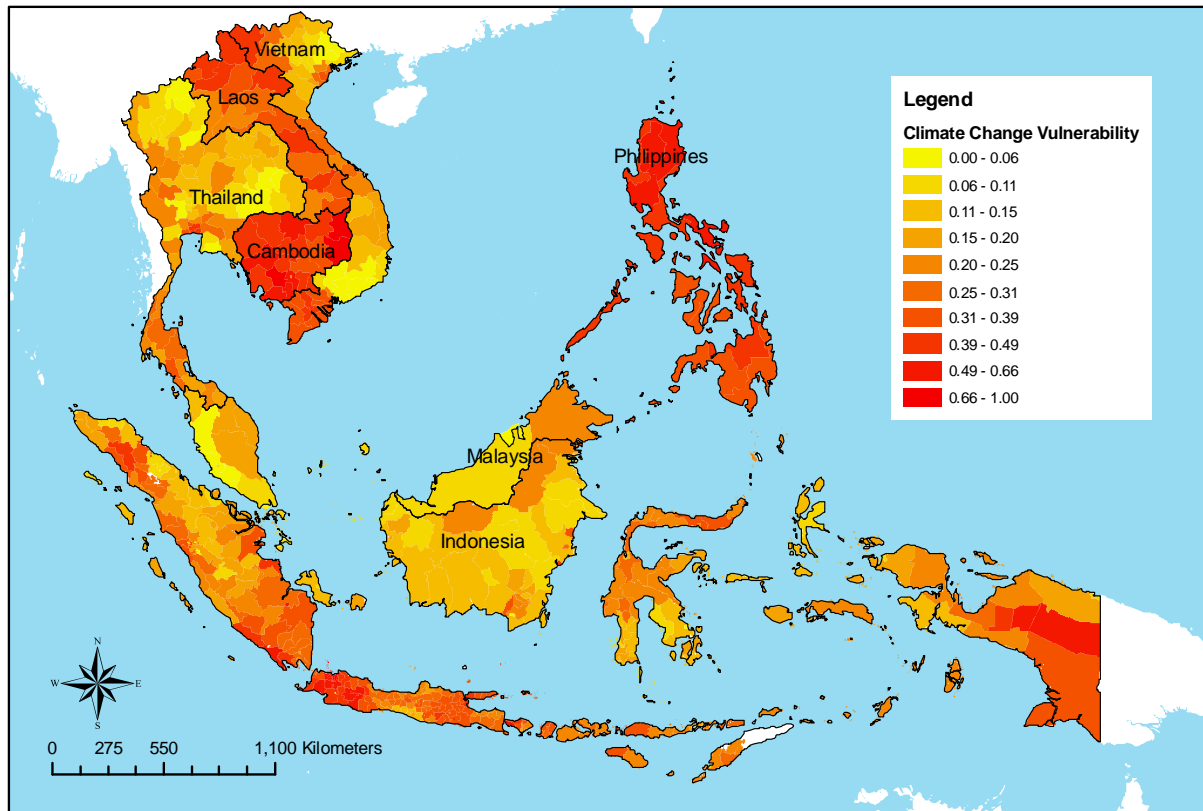 Vietnam
Laos
Thailand
Cambodia
Philippines
Malaysia
Indonesia
Legend
Climate Change Vulnerability
0.00 - 0.06
0.06 - 0.11
0.11 - 0.15
0.15 - 0.20
0.20 - 0.25
0.25 - 0.31
0.31 - 0.39
0.39 - 0.49
0.49 - 0.66
0.66 - 1.00
N
W E
S
0 275 550 1,100 Kilometers